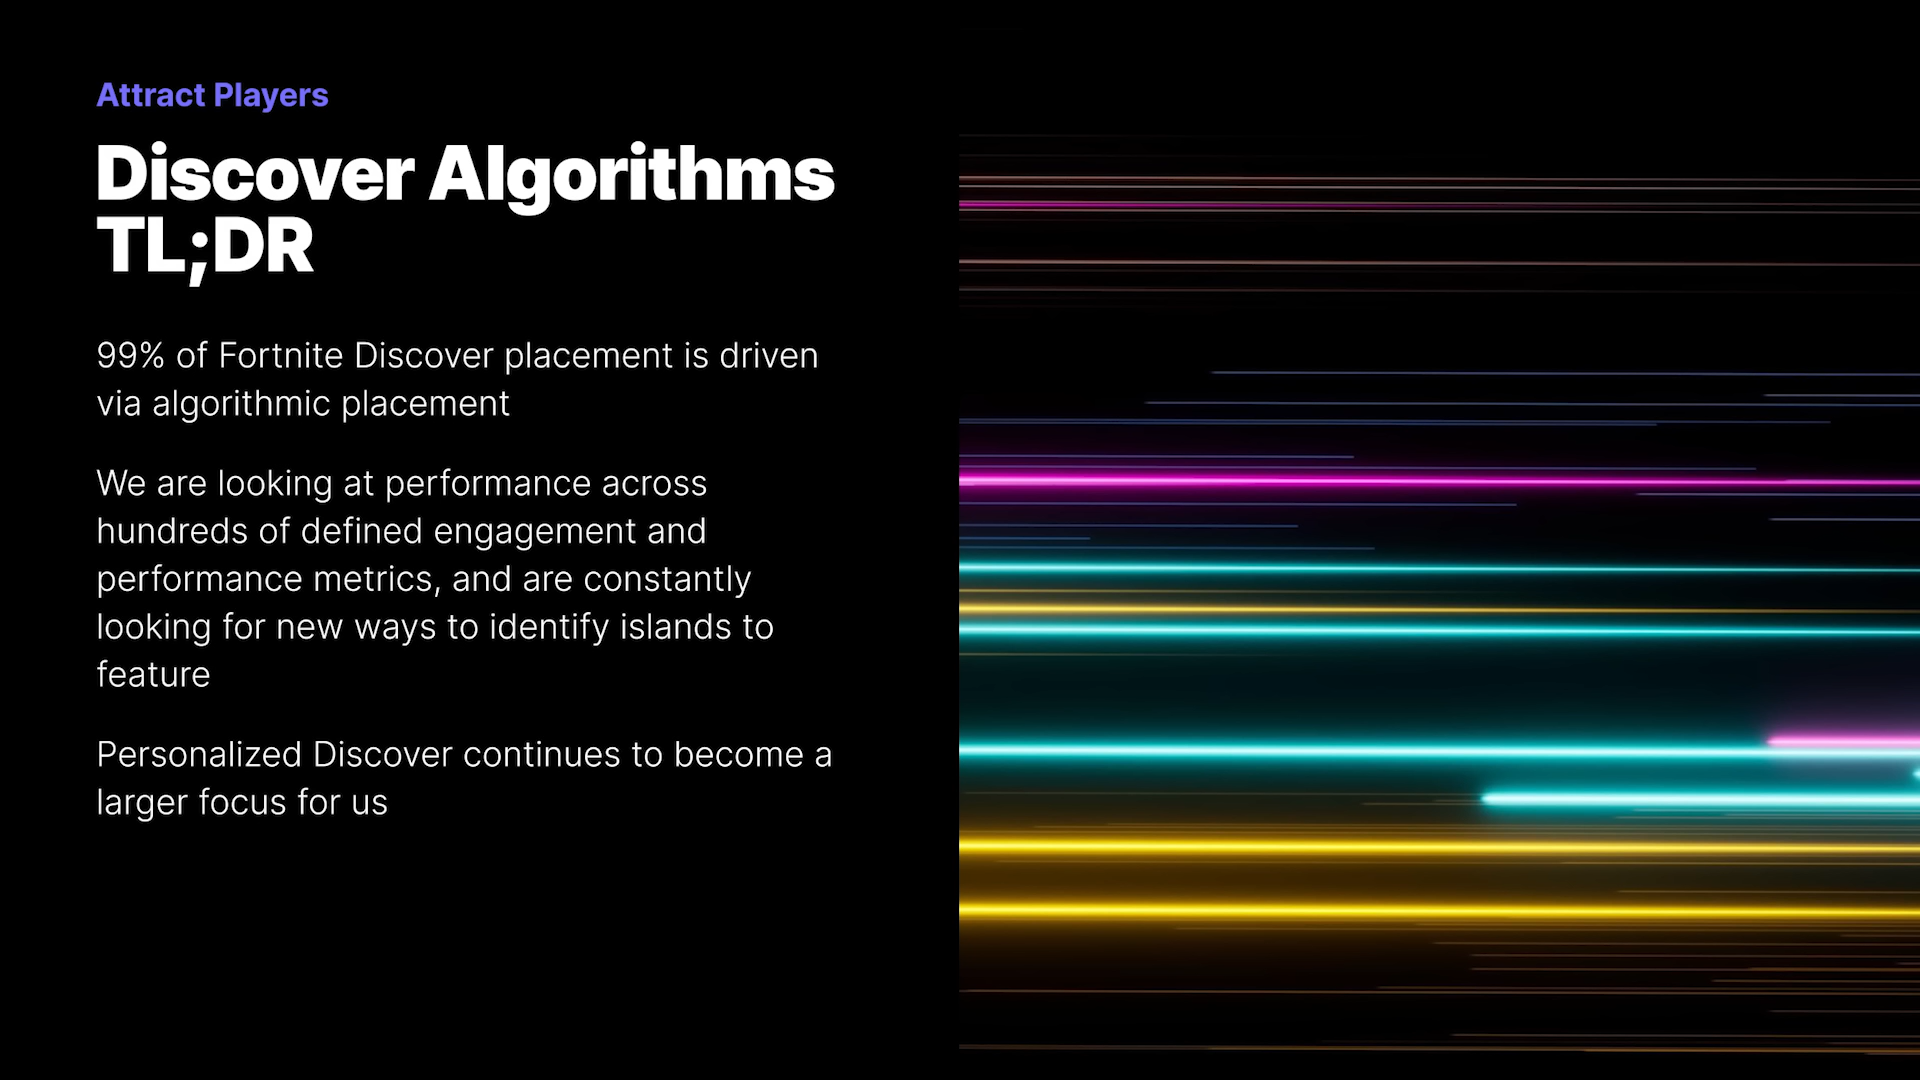 Attract Players
Discover Algorithms
TL;DR
99% of Fortnite Discover placement is driven
via algorithmic placement
We are looking at performance across
hundreds of defined engagement and
performance metrics, and are constantly
looking for new ways to identify islands to
feature
Personalized Discover continues to become a
larger focus for us